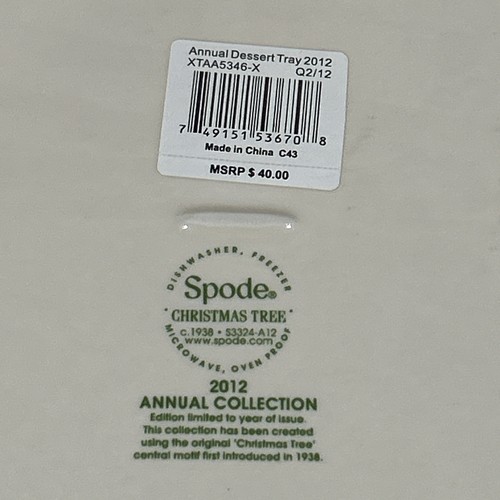 Annual Dessert Tray 2012
XTAA5346-X Q2/12
7 49151 53670 8
Made in China C43
MSRP $ 40.00
DISHWASHER, FREEZER
Spode®
CHRISTMAS TREE
c.1938 • S3324-A12
www.spode.com
MICROWAVE, OVEN PROOF
2012
ANNUAL COLLECTION
Edition limited to year of issue.
This collection has been created
using the original 'Christmas Tree'
central motif first introduced in 1938.